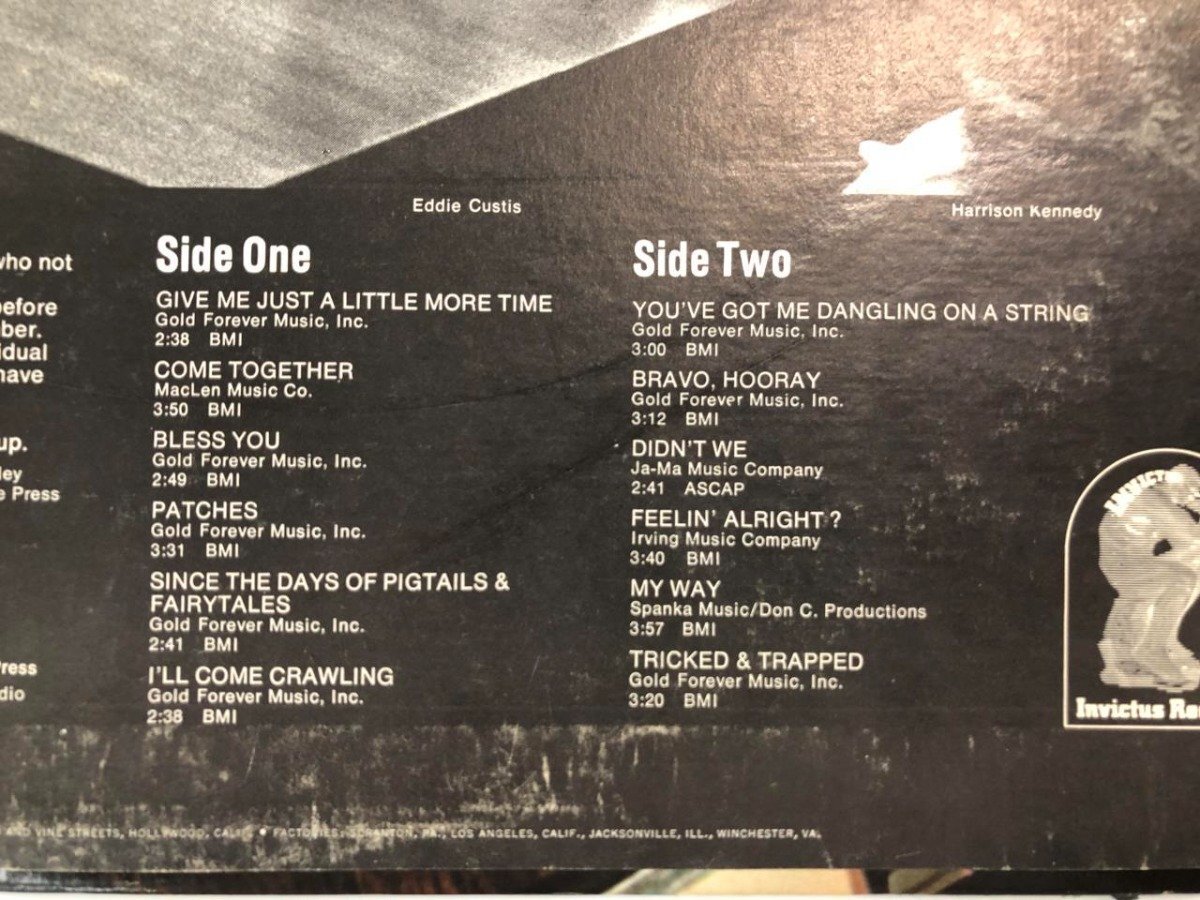 Eddie Custis
Harrison Kennedy
who not
before
ber.
idual
have
up.
ley
e Press
ress
dio
Side One
GIVE ME JUST A LITTLE MORE TIME
Gold Forever Music, Inc.
2:38 BMI
COME TOGETHER
MacLen Music Co.
3:50 BMI
BLESS YOU
Gold Forever Music, Inc.
2:49 BMI
PATCHES
Gold Forever Music, Inc.
3:31 BMI
SINCE THE DAYS OF PIGTAILS &
FAIRYTALES
Gold Forever Music, Inc.
2:41 BMI
I'LL COME CRAWLING
Gold Forever Music, Inc.
2:38 BMI
Side Two
YOU'VE GOT ME DANGLING ON A STRING
Gold Forever Music, Inc.
3:00 BMI
BRAVO, HOORAY
Gold Forever Music, Inc.
3:12 BMI
DIDN'T WE
Ja-Ma Music Company
2:41 ASCAP
FEELIN' ALRIGHT ?
Irving Music Company
3:40 BMI
MY WAY
Spanka Music/Don C. Productions
3:57 BMI
TRICKED & TRAPPED
Gold Forever Music, Inc.
3:20 BMI
INVICTUS
Invictus Re
AND VINE STREETS, HOLLYWOOD, CALIF. • FACTORIES: SCRANTON, PA., LOS ANGELES, CALIF., JACKSONVILLE, ILL., WINCHESTER, VA.